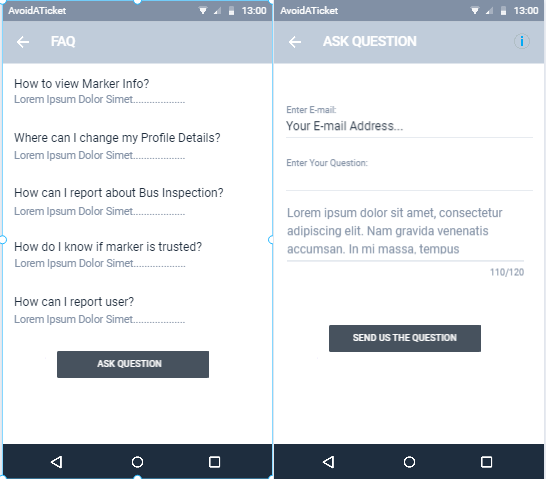 AvoidATicket 13:00
FAQ
How to view Marker Info?
Lorem Ipsum Dolor Simet...................
Where can I change my Profile Details?
Lorem Ipsum Dolor Simet...................
How can I report about Bus Inspection?
Lorem Ipsum Dolor Simet...................
How do I know if marker is trusted?
Lorem Ipsum Dolor Simet...................
How can I report user?
Lorem Ipsum Dolor Simet...................
ASK QUESTION
AvoidATicket 13:00
ASK QUESTION
Enter E-mail:
Your E-mail Address...
Enter Your Question:
Lorem ipsum dolor sit amet, consectetur
adipiscing elit. Nam gravida venenatis
accumsan. In mi massa, tempus
110/120
SEND US THE QUESTION